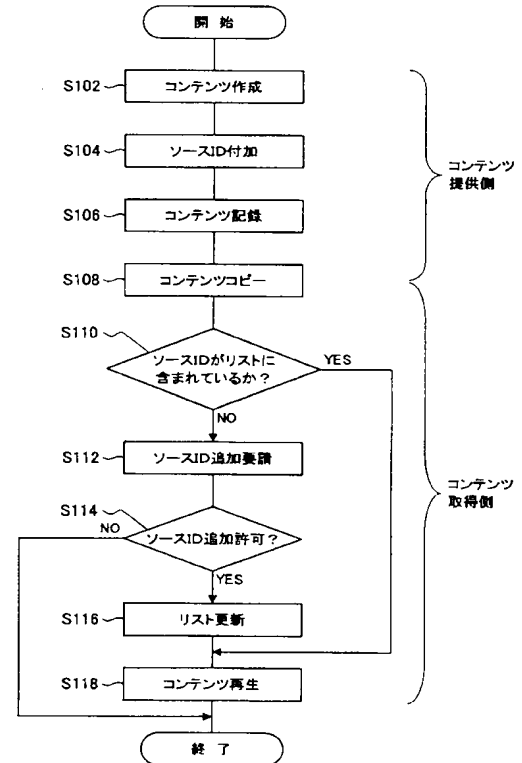 開 始
S102
コンテンツ作成
S104
ソースID付加
コンテンツ
提供側
S106
コンテンツ記録
S108
コンテンツコピー
S110
ソースIDがリストに
含まれているか？
YES
NO
S112
ソースID追加要請
コンテンツ
取得側
S114
NO
ソースID追加許可？
YES
S116
リスト更新
S118
コンテンツ再生
終 了